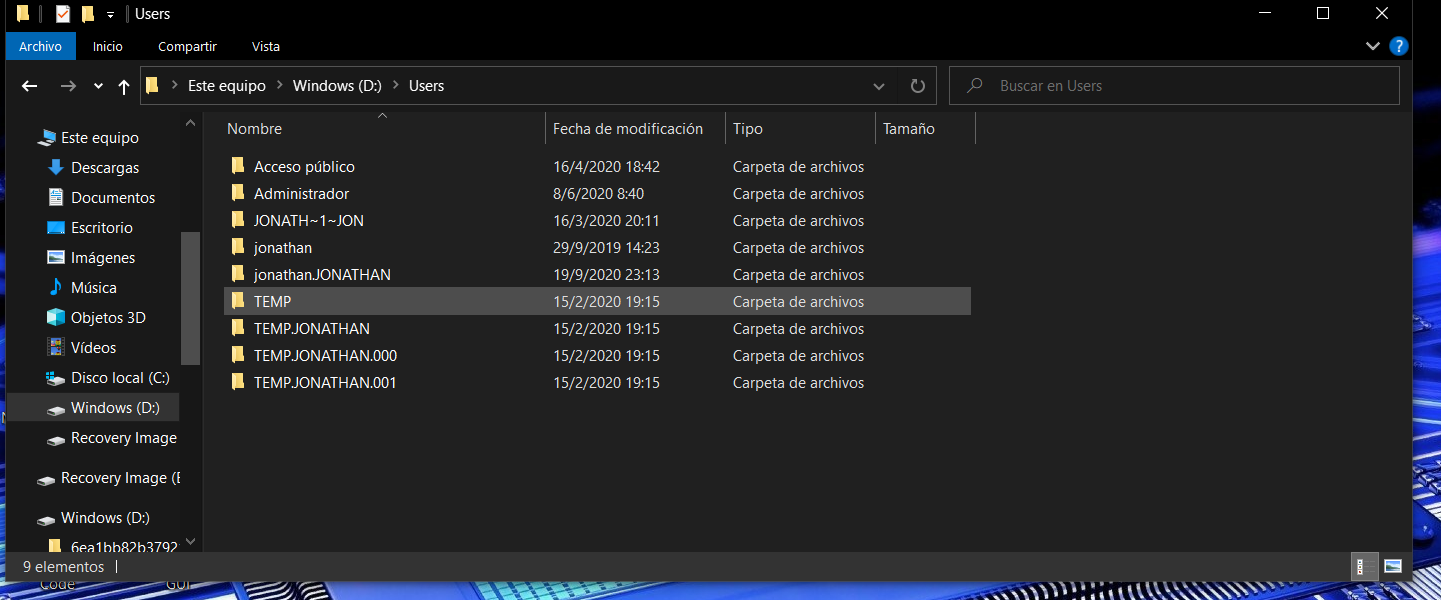 Users
Archivo Inicio Compartir Vista
Este equipo Windows (D:) Users Buscar en Users
Este equipo
Descargas
Documentos
Escritorio
Imágenes
Música
Objetos 3D
Vídeos
Disco local (C:)
Windows (D:)
Recovery Image
Recovery Image (E
Windows (D:)
6ea1bb82b3792
Nombre Fecha de modificación Tipo Tamaño
Acceso público 16/4/2020 18:42 Carpeta de archivos
Administrador 8/6/2020 8:40 Carpeta de archivos
JONATH~1~JON 16/3/2020 20:11 Carpeta de archivos
jonathan 29/9/2019 14:23 Carpeta de archivos
jonathan.JONATHAN 19/9/2020 23:13 Carpeta de archivos
TEMP 15/2/2020 19:15 Carpeta de archivos
TEMP.JONATHAN 15/2/2020 19:15 Carpeta de archivos
TEMP.JONATHAN.000 15/2/2020 19:15 Carpeta de archivos
TEMP.JONATHAN.001 15/2/2020 19:15 Carpeta de archivos
9 elementos
Code GUI